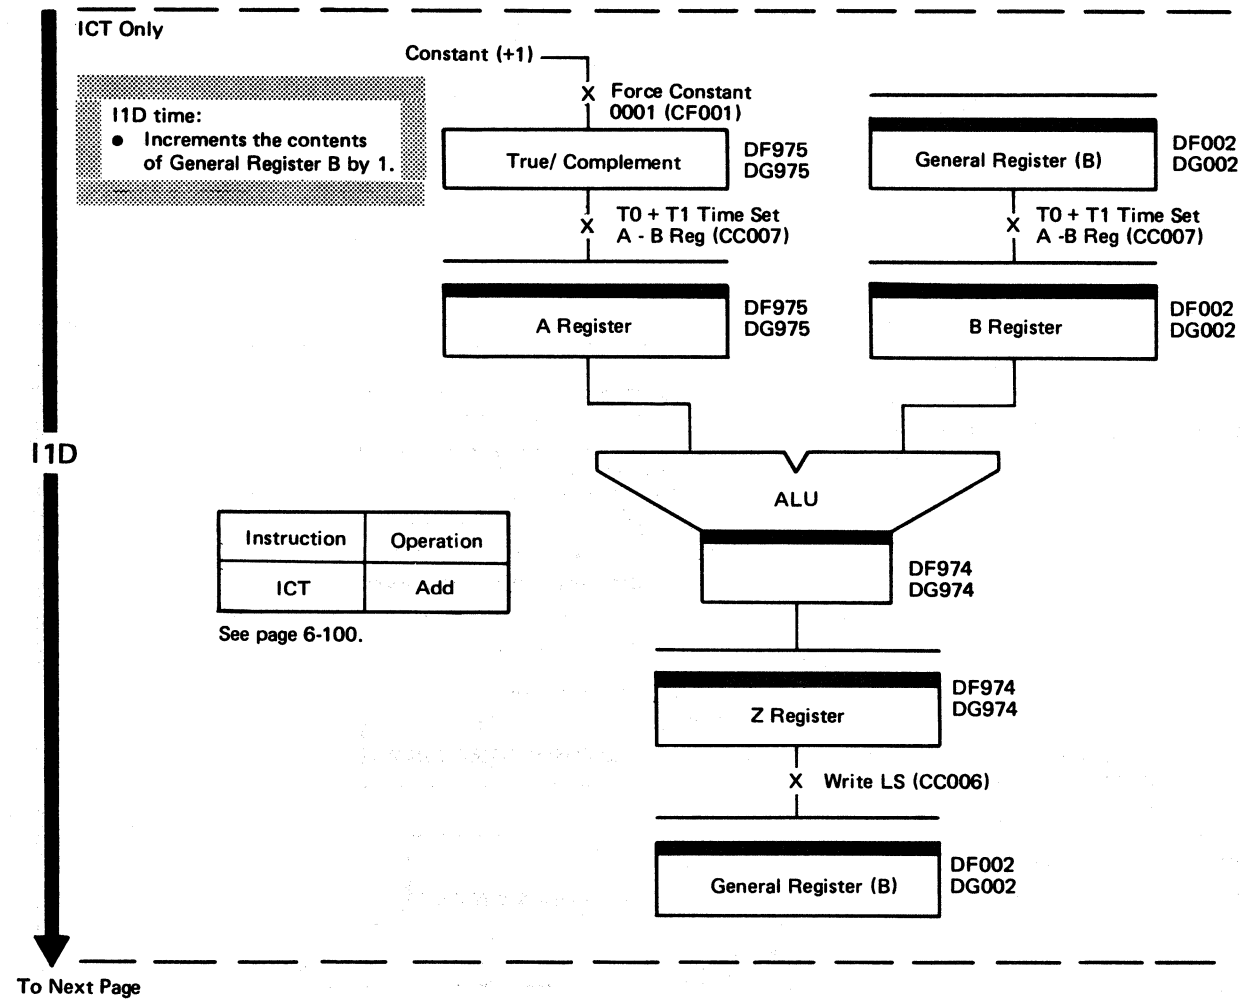 ICT Only
Constant (+1)
I1D time:
● Increments the contents
of General Register B by 1.
X Force Constant
0001 (CF001)
True/ Complement
DF975
DG975
General Register (B)
DF002
DG002
X T0 + T1 Time Set
A - B Reg (CC007)
X T0 + T1 Time Set
A -B Reg (CC007)
A Register
DF975
DG975
B Register
DF002
DG002
I1D
ALU
Instruction Operation
ICT Add
See page 6-100.
DF974
DG974
Z Register
DF974
DG974
X Write LS (CC006)
General Register (B)
DF002
DG002
To Next Page